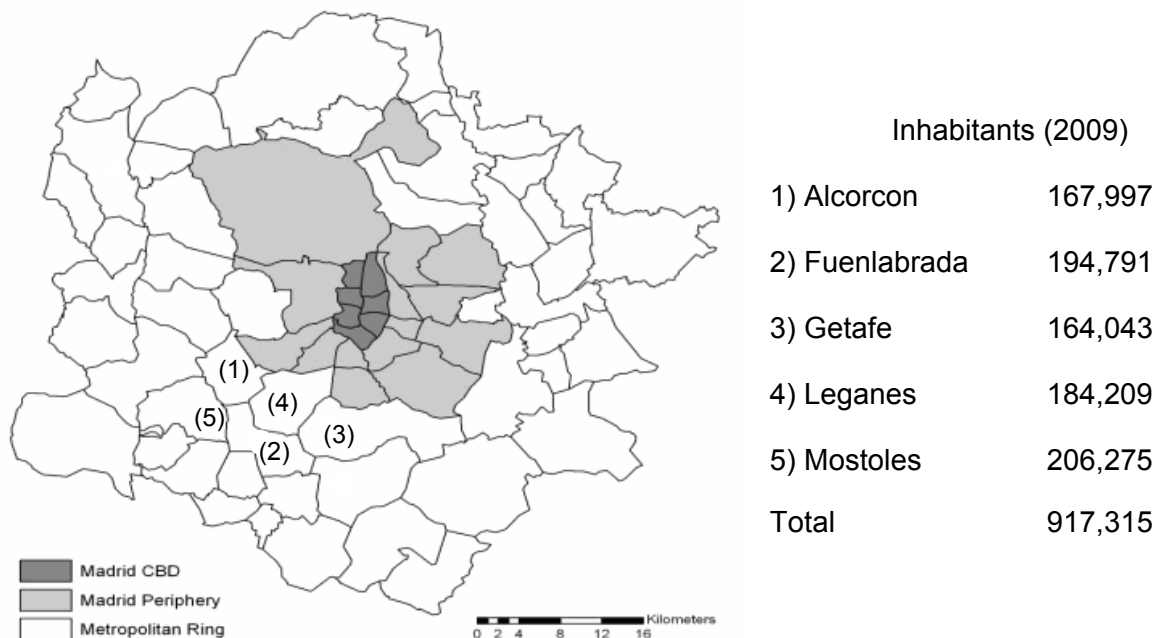 Inhabitants (2009)
1) Alcorcon 167,997
2) Fuenlabrada 194,791
3) Getafe 164,043
4) Leganes 184,209
5) Mostoles 206,275
Total 917,315
(1)
(4)
(5)
(3)
(2)
Madrid CBD
Madrid Periphery
Metropolitan Ring
Kilometers
0 2 4 8 12 16